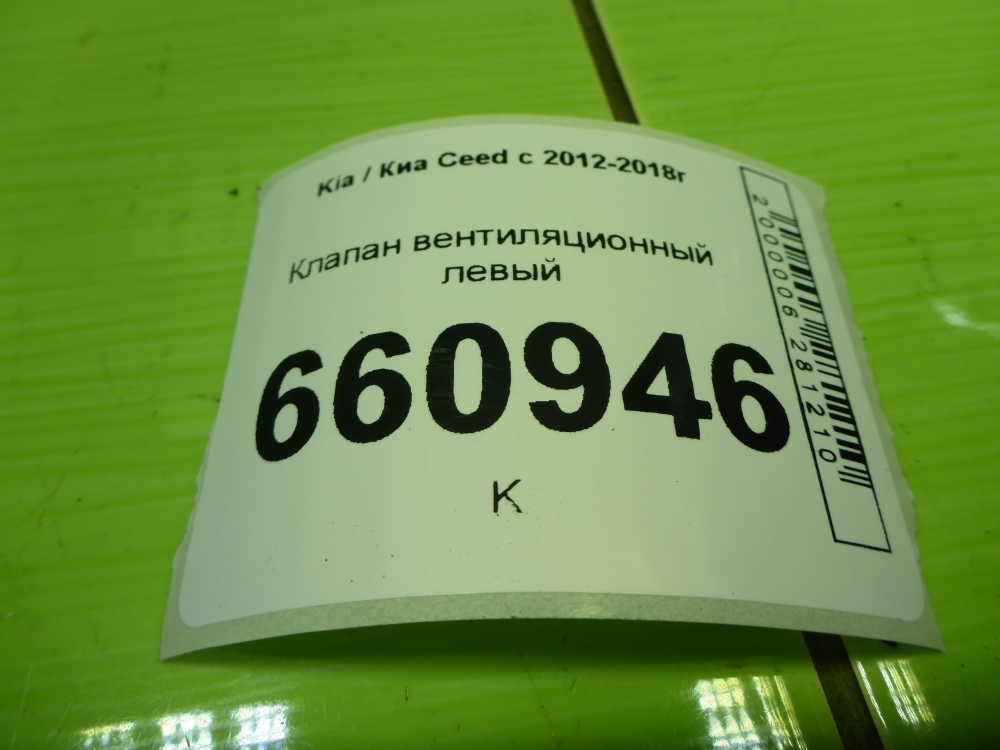 Kia / Киа Ceed с 2012-2018г
Клапан вентиляционный
левый
660946
К
2000006281210